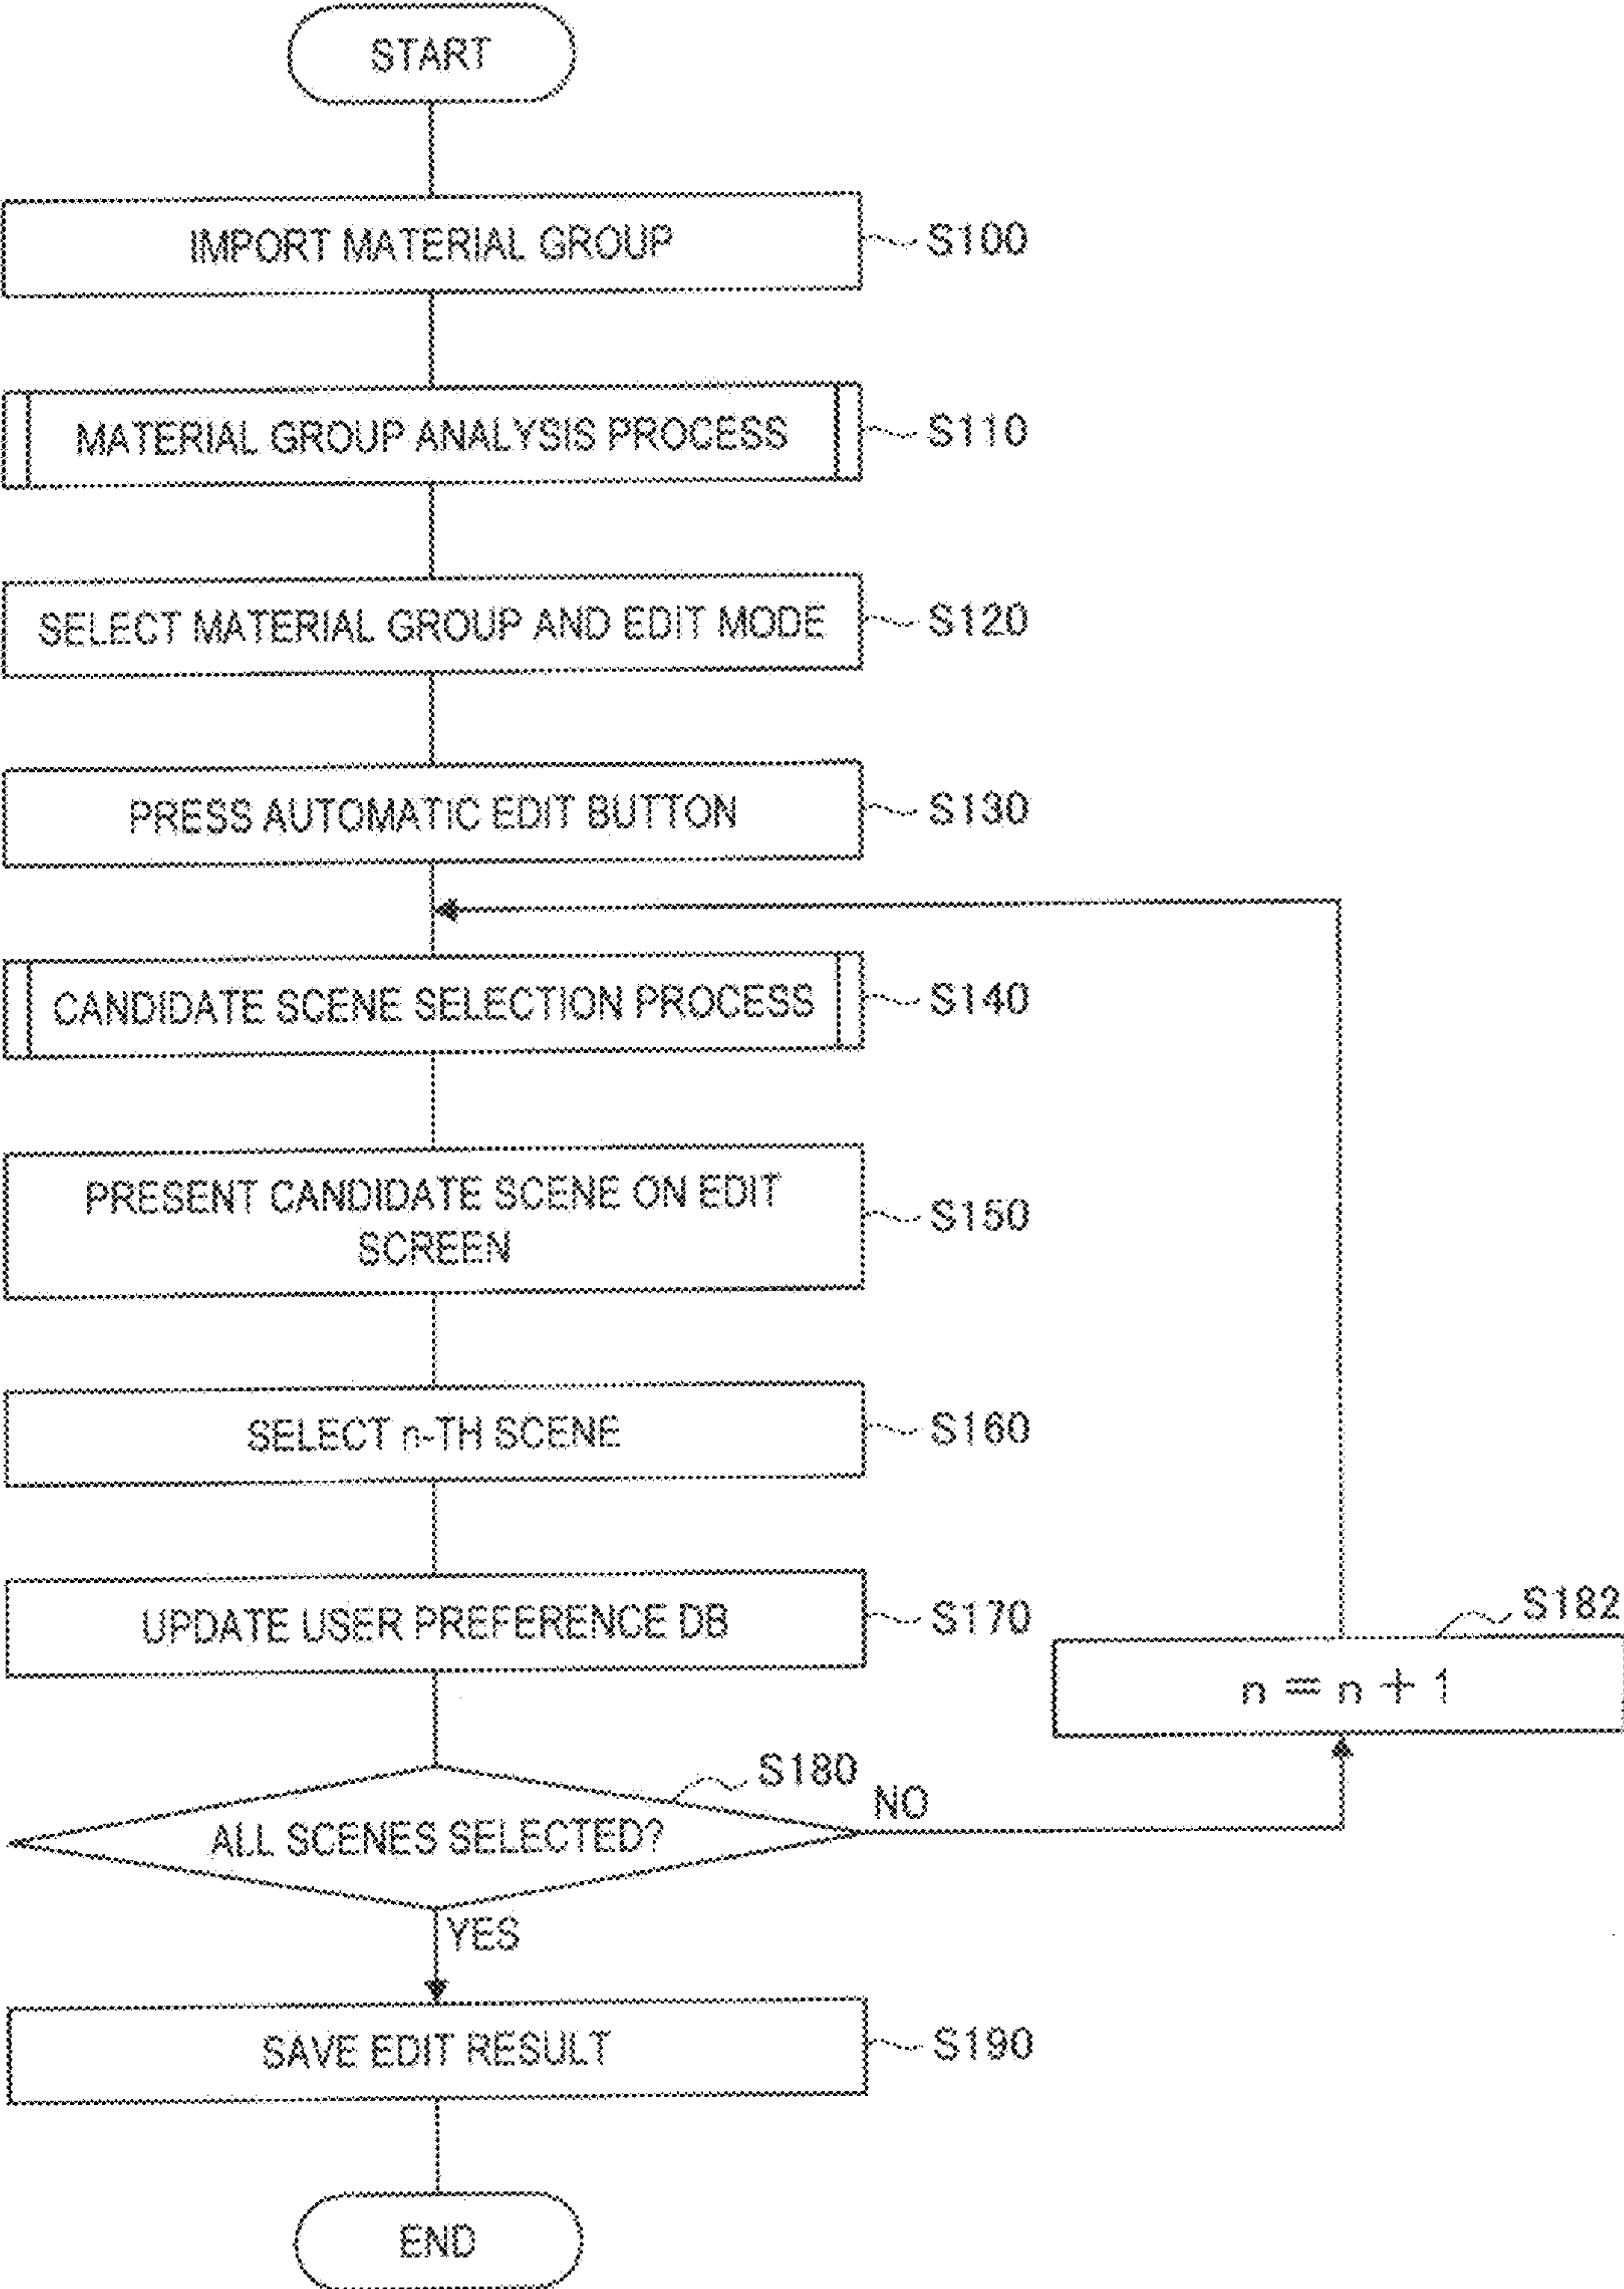 START
IMPORT MATERIAL GROUP
S100
MATERIAL GROUP ANALYSIS PROCESS
S110
SELECT MATERIAL GROUP AND EDIT MODE
S120
PRESS AUTOMATIC EDIT BUTTON
S130
CANDIDATE SCENE SELECTION PROCESS
S140
PRESENT CANDIDATE SCENE ON EDIT
SCREEN
S150
SELECT n-TH SCENE
S160
UPDATE USER PREFERENCE DB
S170
S182
n = n + 1
S180
ALL SCENES SELECTED?
NO
YES
SAVE EDIT RESULT
S190
END